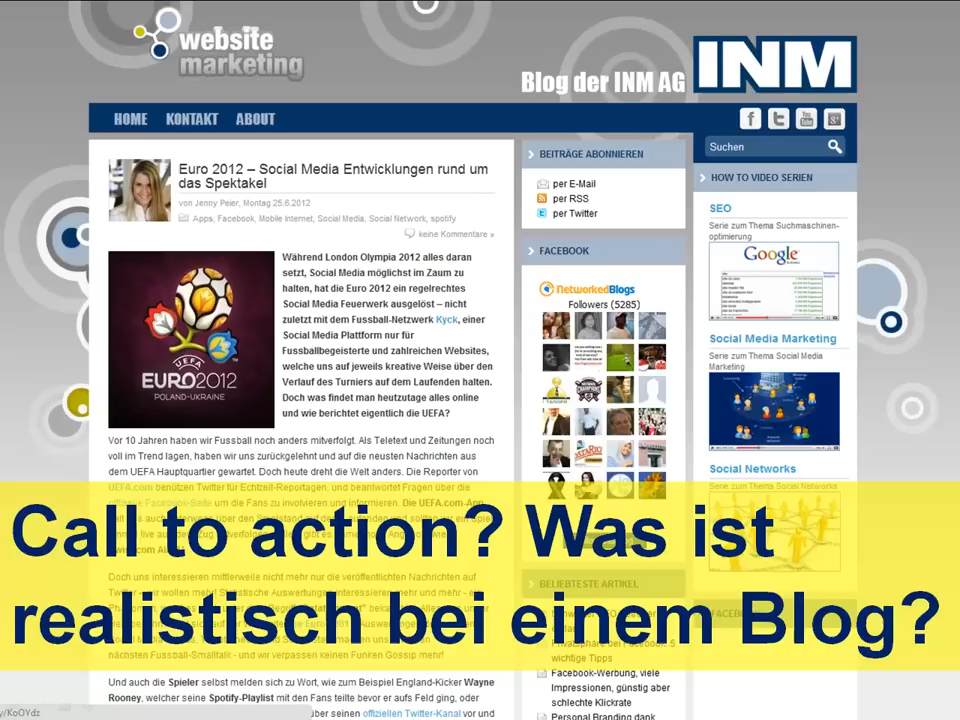 website
marketing
Blog der INM AG
INM
HOME KONTAKT ABOUT
Suchen
Euro 2012 – Social Media Entwicklungen rund um
das Spektakel
von Jenny Peier, Montag 25.6.2012
Apps, Facebook, Mobile Internet, Social Media, Social Network, spotify
keine Kommentare »
UEFA
EURO2012
POLAND-UKRAINE
Während London Olympia 2012 alles daran
setzt, Social Media möglichst im Zaum zu
halten, hat die Euro 2012 ein regelrechtes
Social Media Feuerwerk ausgelöst – nicht
zuletzt mit dem Fussball-Netzwerk Kyck, einer
Social Media Plattform nur für
Fussballbegeisterte und zahlreichen Websites,
welche uns auf jeweils kreative Weise über den
Verlauf des Turniers auf dem Laufenden halten.
Doch was findet man heutzutage alles online
und wie berichtet eigentlich die UEFA?
Vor 10 Jahren haben wir Fussball noch anders mitverfolgt. Als Teletext und Zeitungen noch
voll im Trend lagen, haben wir uns zurückgelehnt und auf die neusten Nachrichten aus
dem UEFA Hauptquartier gewartet. Doch heute dreht die Welt anders. Die Reporter von
UEFA.com benützen Twitter für Echtzeit-Reportagen, und beantwortet Fragen über die
offizielle Facebook-Seite um die Fans zu involvieren und informieren. Die UEFA.com-App
Doch uns interessieren mittlerweile nicht mehr nur die veröffentlichten Nachrichten auf
nächsten Fussball-Smalltalk - und wir verpassen keinen Funken Gossip mehr!
Und auch die Spieler selbst melden sich zu Wort, wie zum Beispiel England-Kicker Wayne
Rooney, welcher seine Spotify-Playlist mit den Fans teilte bevor er aufs Feld ging, oder
über seinen offiziellen Twitter-Kanal vor und
y/KoOYdz
BEITRÄGE ABONNIEREN
per E-Mail
per RSS
per Twitter
FACEBOOK
NetworkedBlogs
Followers (5285)
BELIEBTESTE ARTIKEL
Privatsphäre bei Facebook: 5
wichtige Tipps
Facebook-Werbung, viele
Impressionen, günstig aber
schlechte Klickrate
Personal Branding dank
HOW TO VIDEO SERIEN
SEO
Serie zum Thema Suchmaschinen-
optimierung
Google
Social Media Marketing
Serie zum Thema Social Media
Marketing
Social Networks
Serie zum Thema Social Networks
FACEBOOK
Call to action? Was ist
realistisch bei einem Blog?